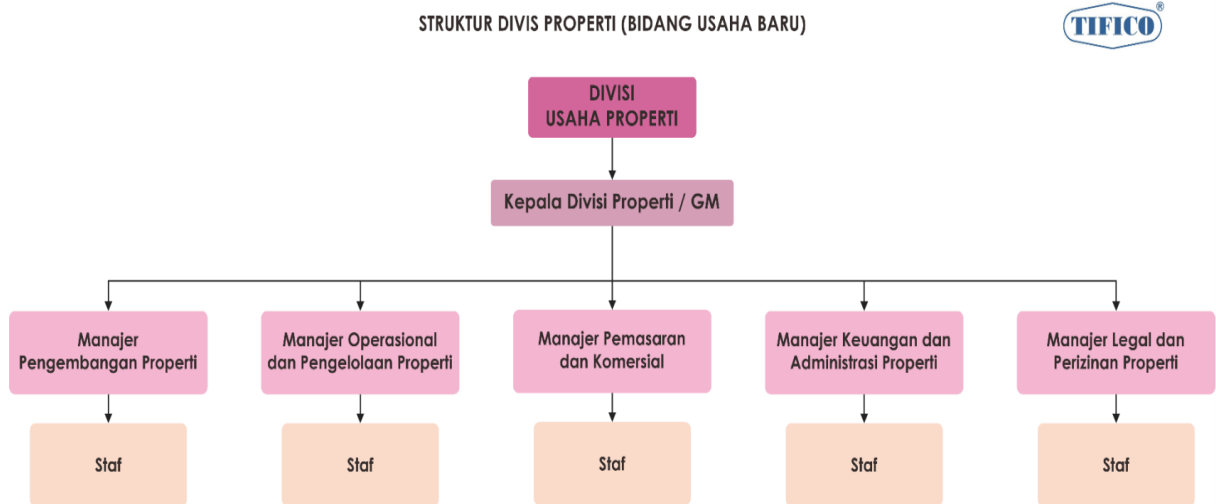 STRUKTUR DIVIS PROPERTI (BIDANG USAHA BARU)
TIFICO®
DIVISI
USAHA PROPERTI
Kepala Divisi Properti / GM
Manajer
Pengembangan Properti
Manajer Operasional
dan Pengelolaan Properti
Manajer Pemasaran
dan Komersial
Manajer Keuangan dan
Administrasi Properti
Manajer Legal dan
Perizinan Properti
Staf
Staf
Staf
Staf
Staf